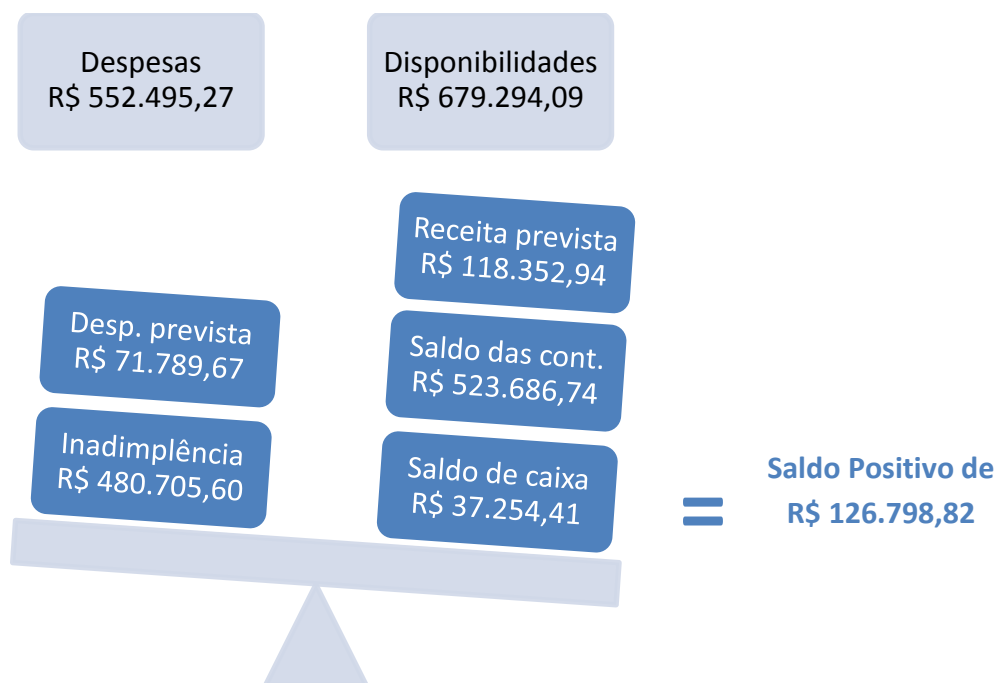 Despesas
R$ 552.495,27
Disponibilidades
R$ 679.294,09
Receita prevista
R$ 118.352,94
Desp. prevista
R$ 71.789,67
Saldo das cont.
R$ 523.686,74
Inadimplência
R$ 480.705,60
Saldo de caixa
R$ 37.254,41
=
Saldo Positivo de
R$ 126.798,82